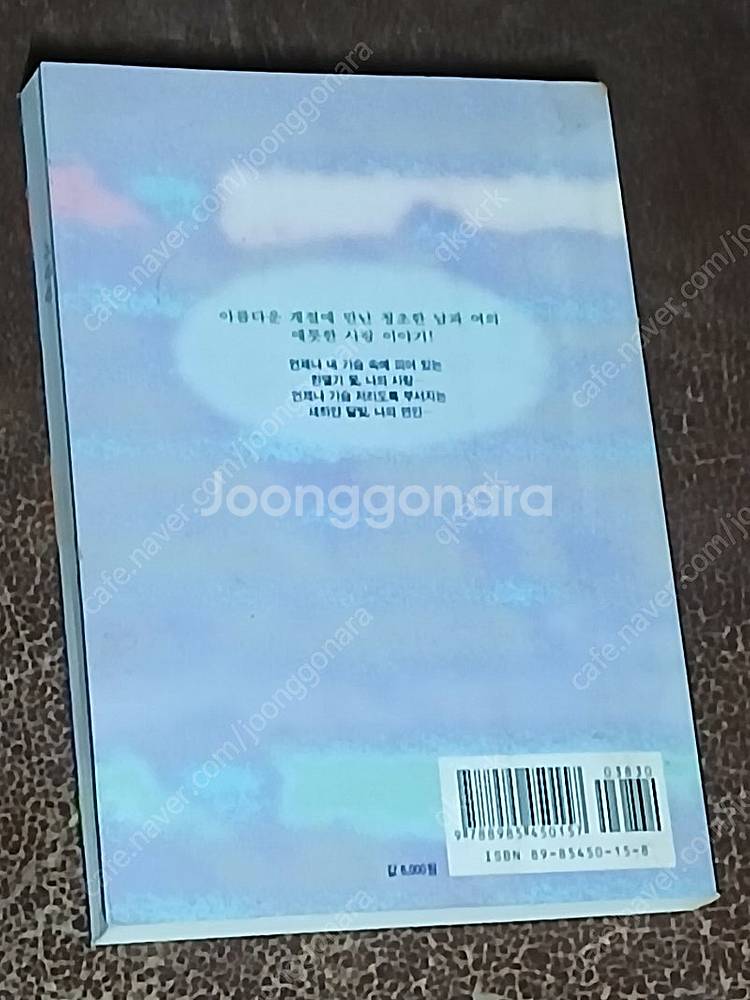 아름다운 계절에 만난 청초한 남과 여의
애틋한 사랑 이야기!
언제나 내 가슴 속에 피어 있는
한떨기 꽃, 나의 사랑…
언제나 가슴 저리도록 부서지는
새하얀 달빛, 나의 연인…
Joonggonara
cafe.naver.com/joonggonara
qkekrk
03830
9 788985 450157
ISBN 89-85450-15-8
값 6,000원